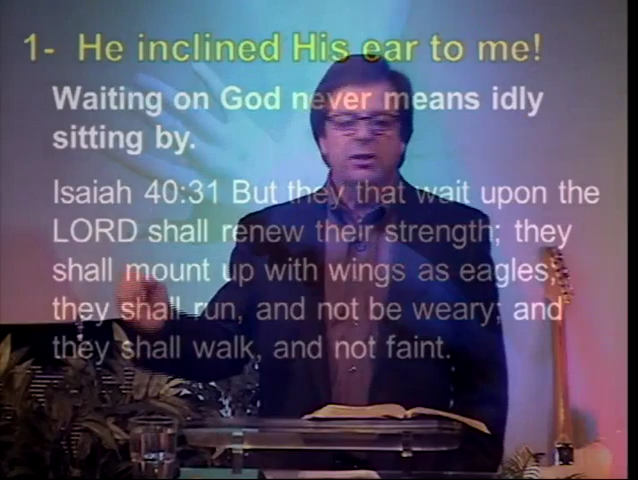 1- He inclined His ear to me!
Waiting on God never means idly
sitting by.
Isaiah 40:31 But they that wait upon the
LORD shall renew their strength; they
shall mount up with wings as eagles;
they shall run, and not be weary; and
they shall walk, and not faint.